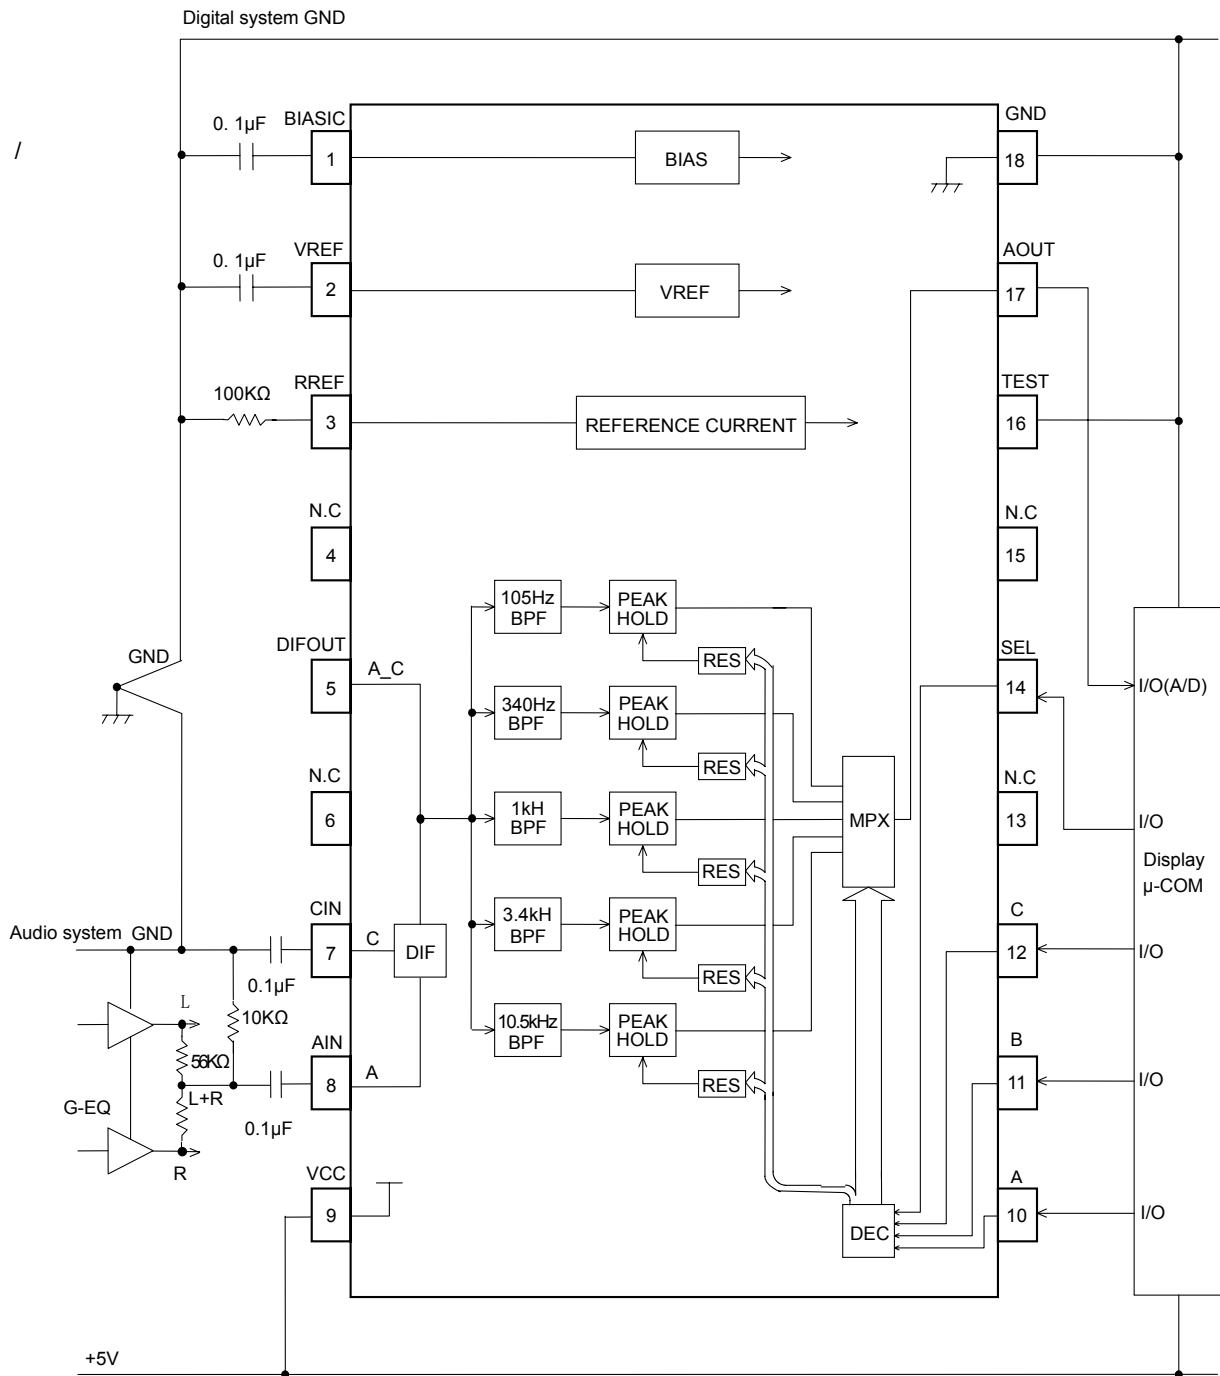 Digital system GND
/
0. 1µF
BIASIC
1
BIAS
GND
18
0. 1µF
VREF
2
VREF
AOUT
17
100KΩ
RREF
3
REFERENCE CURRENT
TEST
16
N.C
4
N.C
15
105Hz
BPF
PEAK
HOLD
RES
GND
DIFOUT
5
A_C
SEL
14
I/O(A/D)
340Hz
BPF
PEAK
HOLD
RES
N.C
6
1kH
BPF
PEAK
HOLD
RES
MPX
N.C
13
I/O
Display
µ-COM
3.4kH
BPF
PEAK
HOLD
RES
Audio system GND
CIN
7
C
DIF
0.1µF
C
12
I/O
10.5kHz
BPF
PEAK
HOLD
RES
L
10KΩ
56KΩ
AIN
8
A
L+R
0.1µF
G-EQ
R
B
11
I/O
VCC
9
DEC
A
10
I/O
+5V